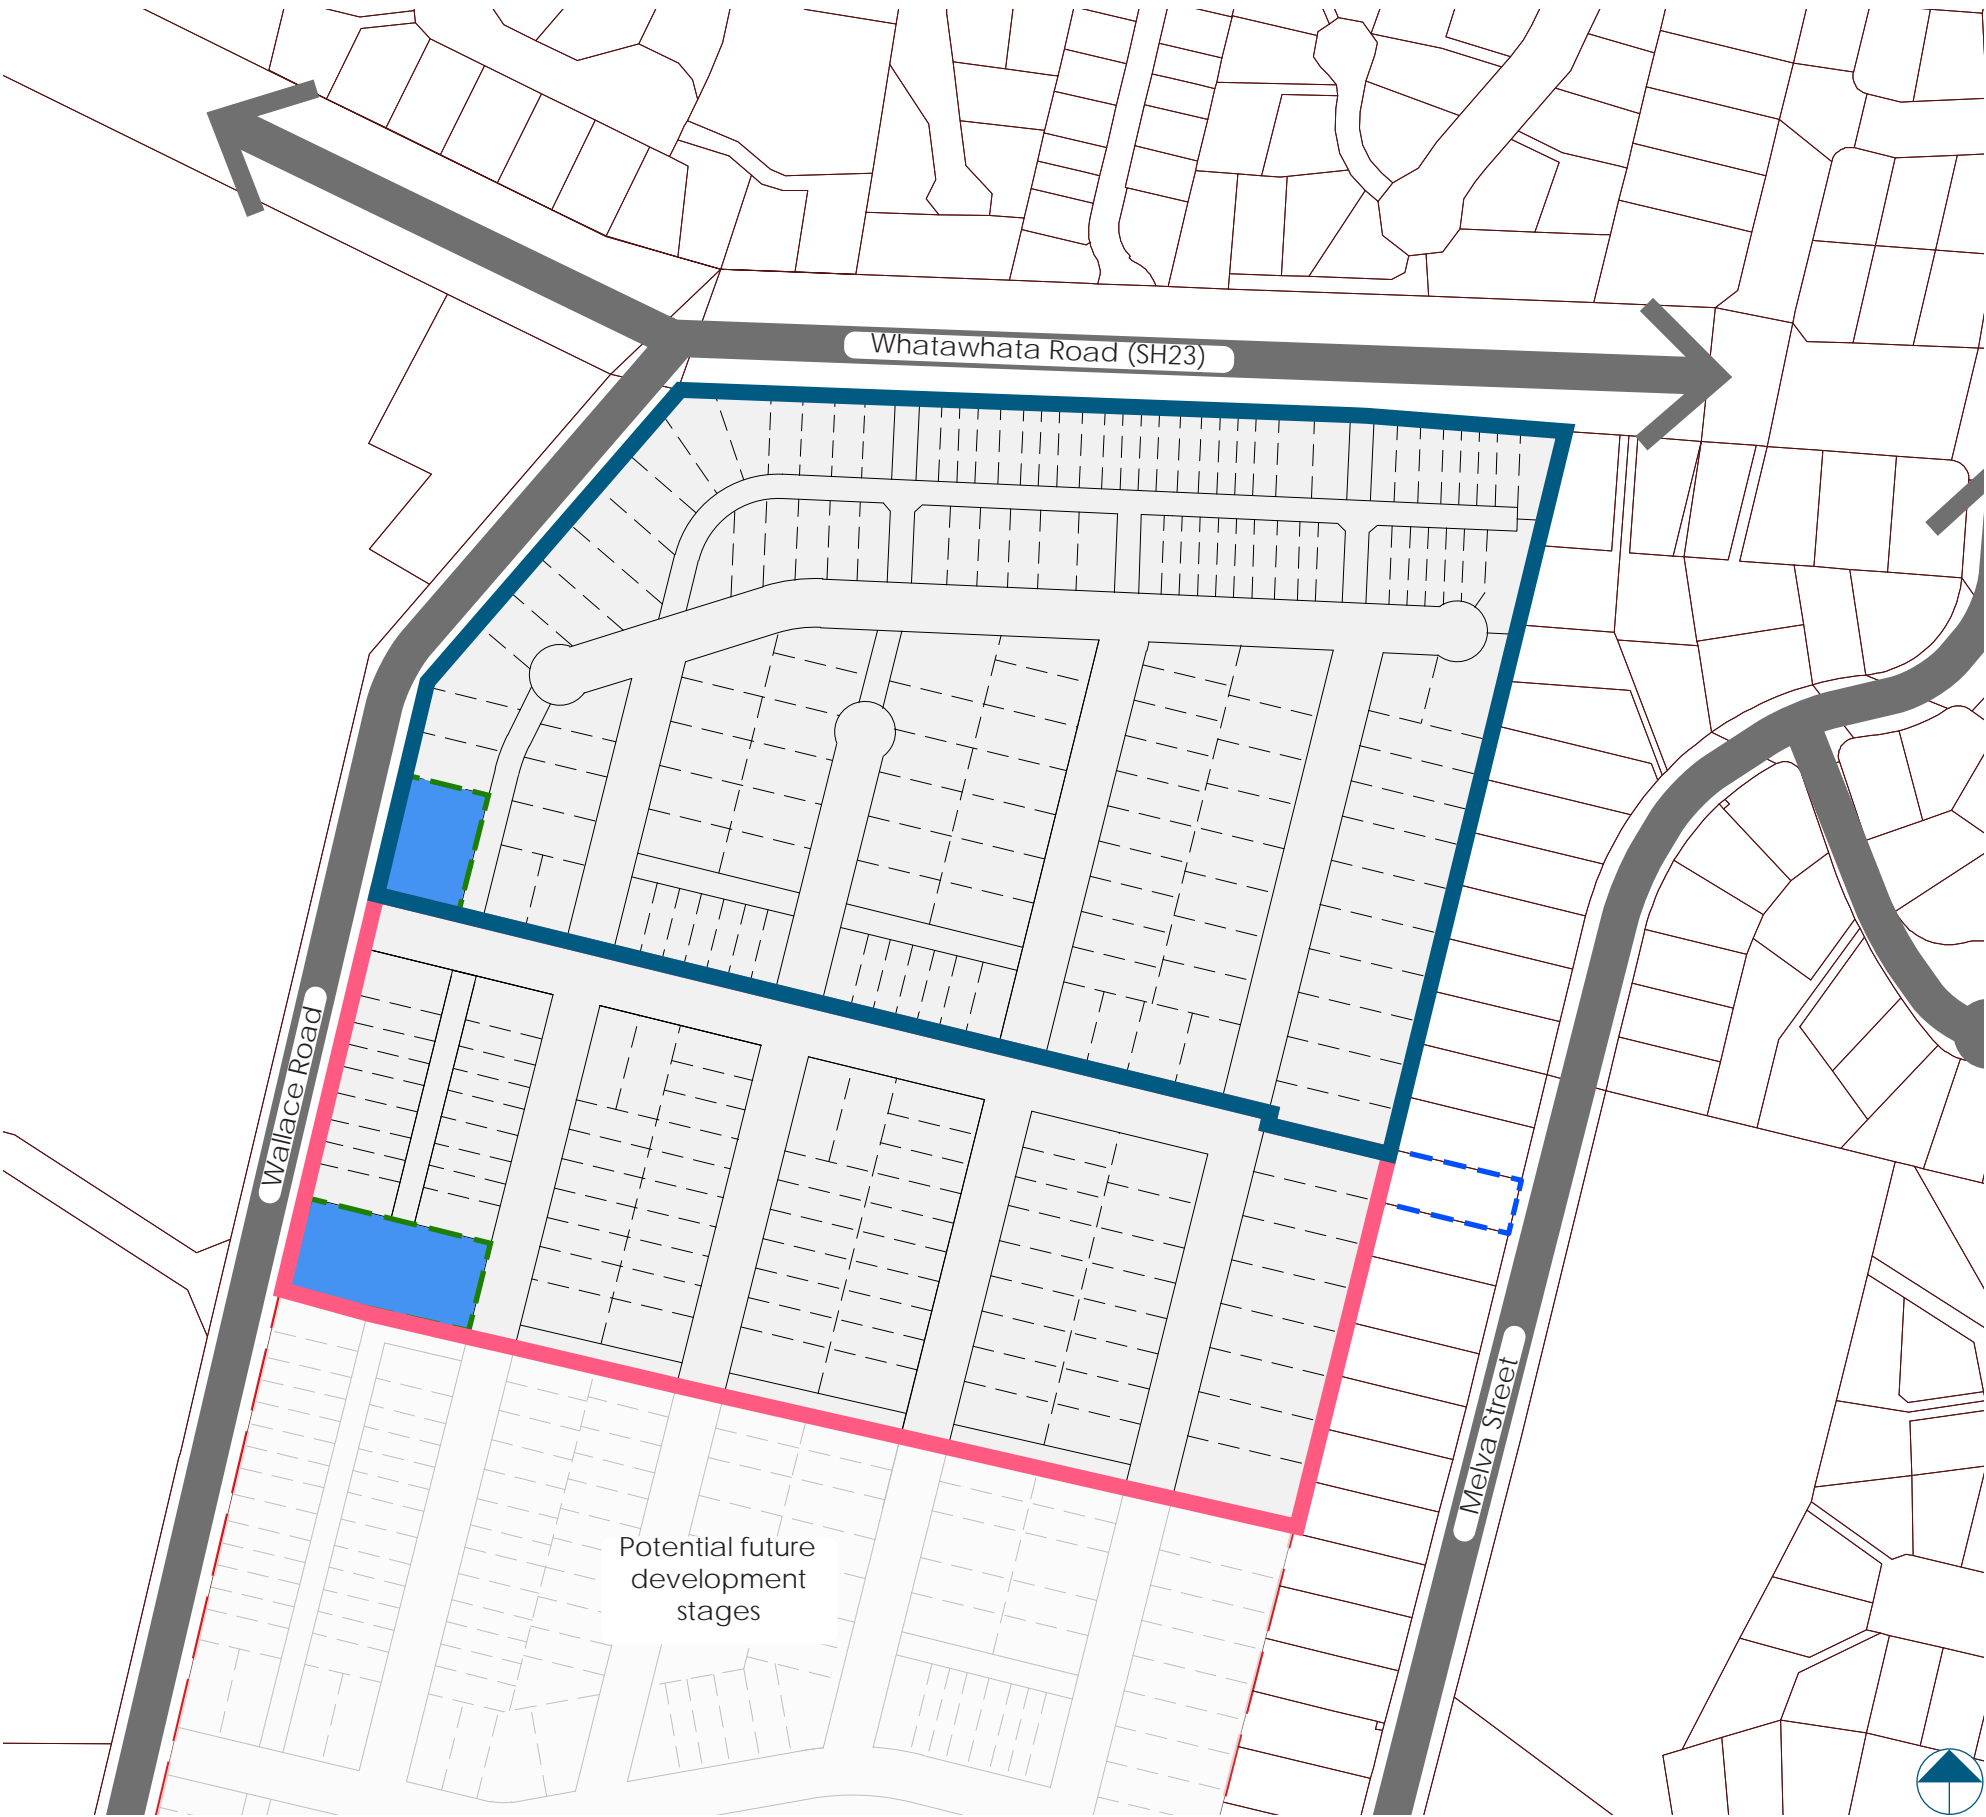 Whatawhata Road (SH23)
Wallace Road
Melva Street
Potential future
development
stages